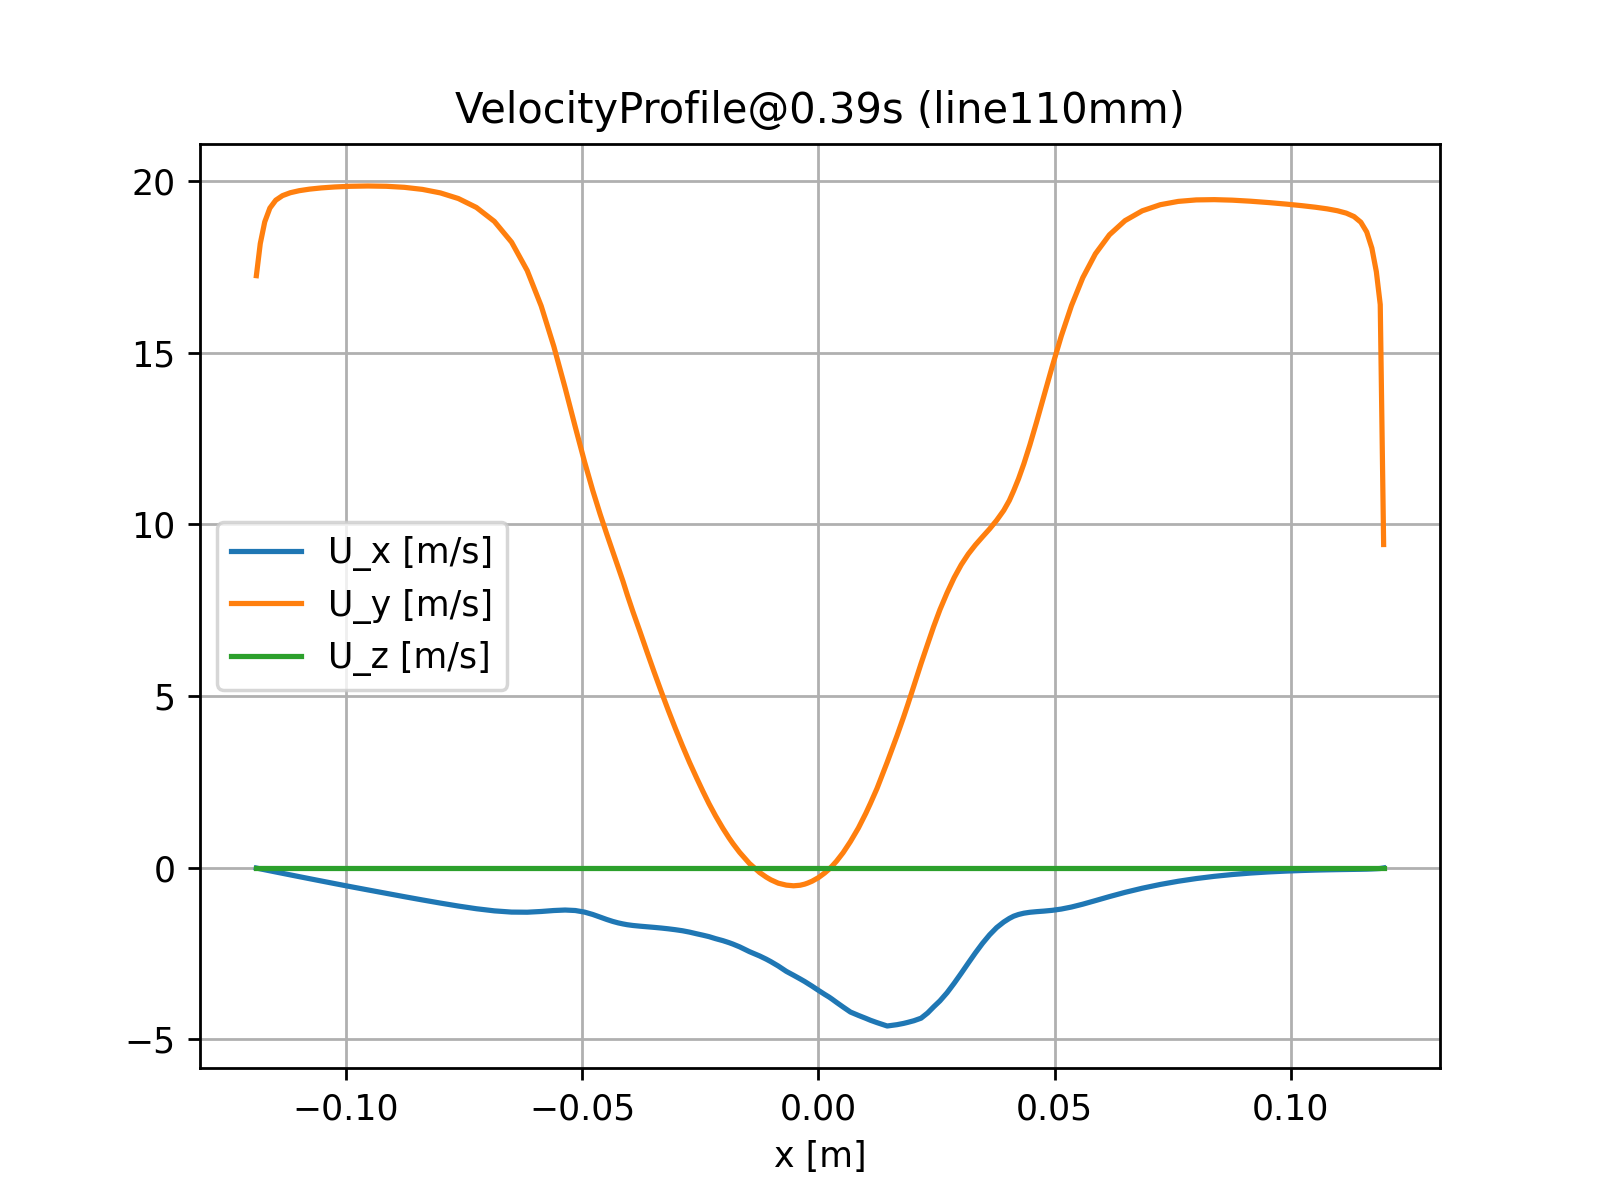 VelocityProfile@0.39s (line110mm)
20
15
10
5
0
−5
U_x [m/s]
U_y [m/s]
U_z [m/s]
−0.10 −0.05 0.00 0.05 0.10
x [m]